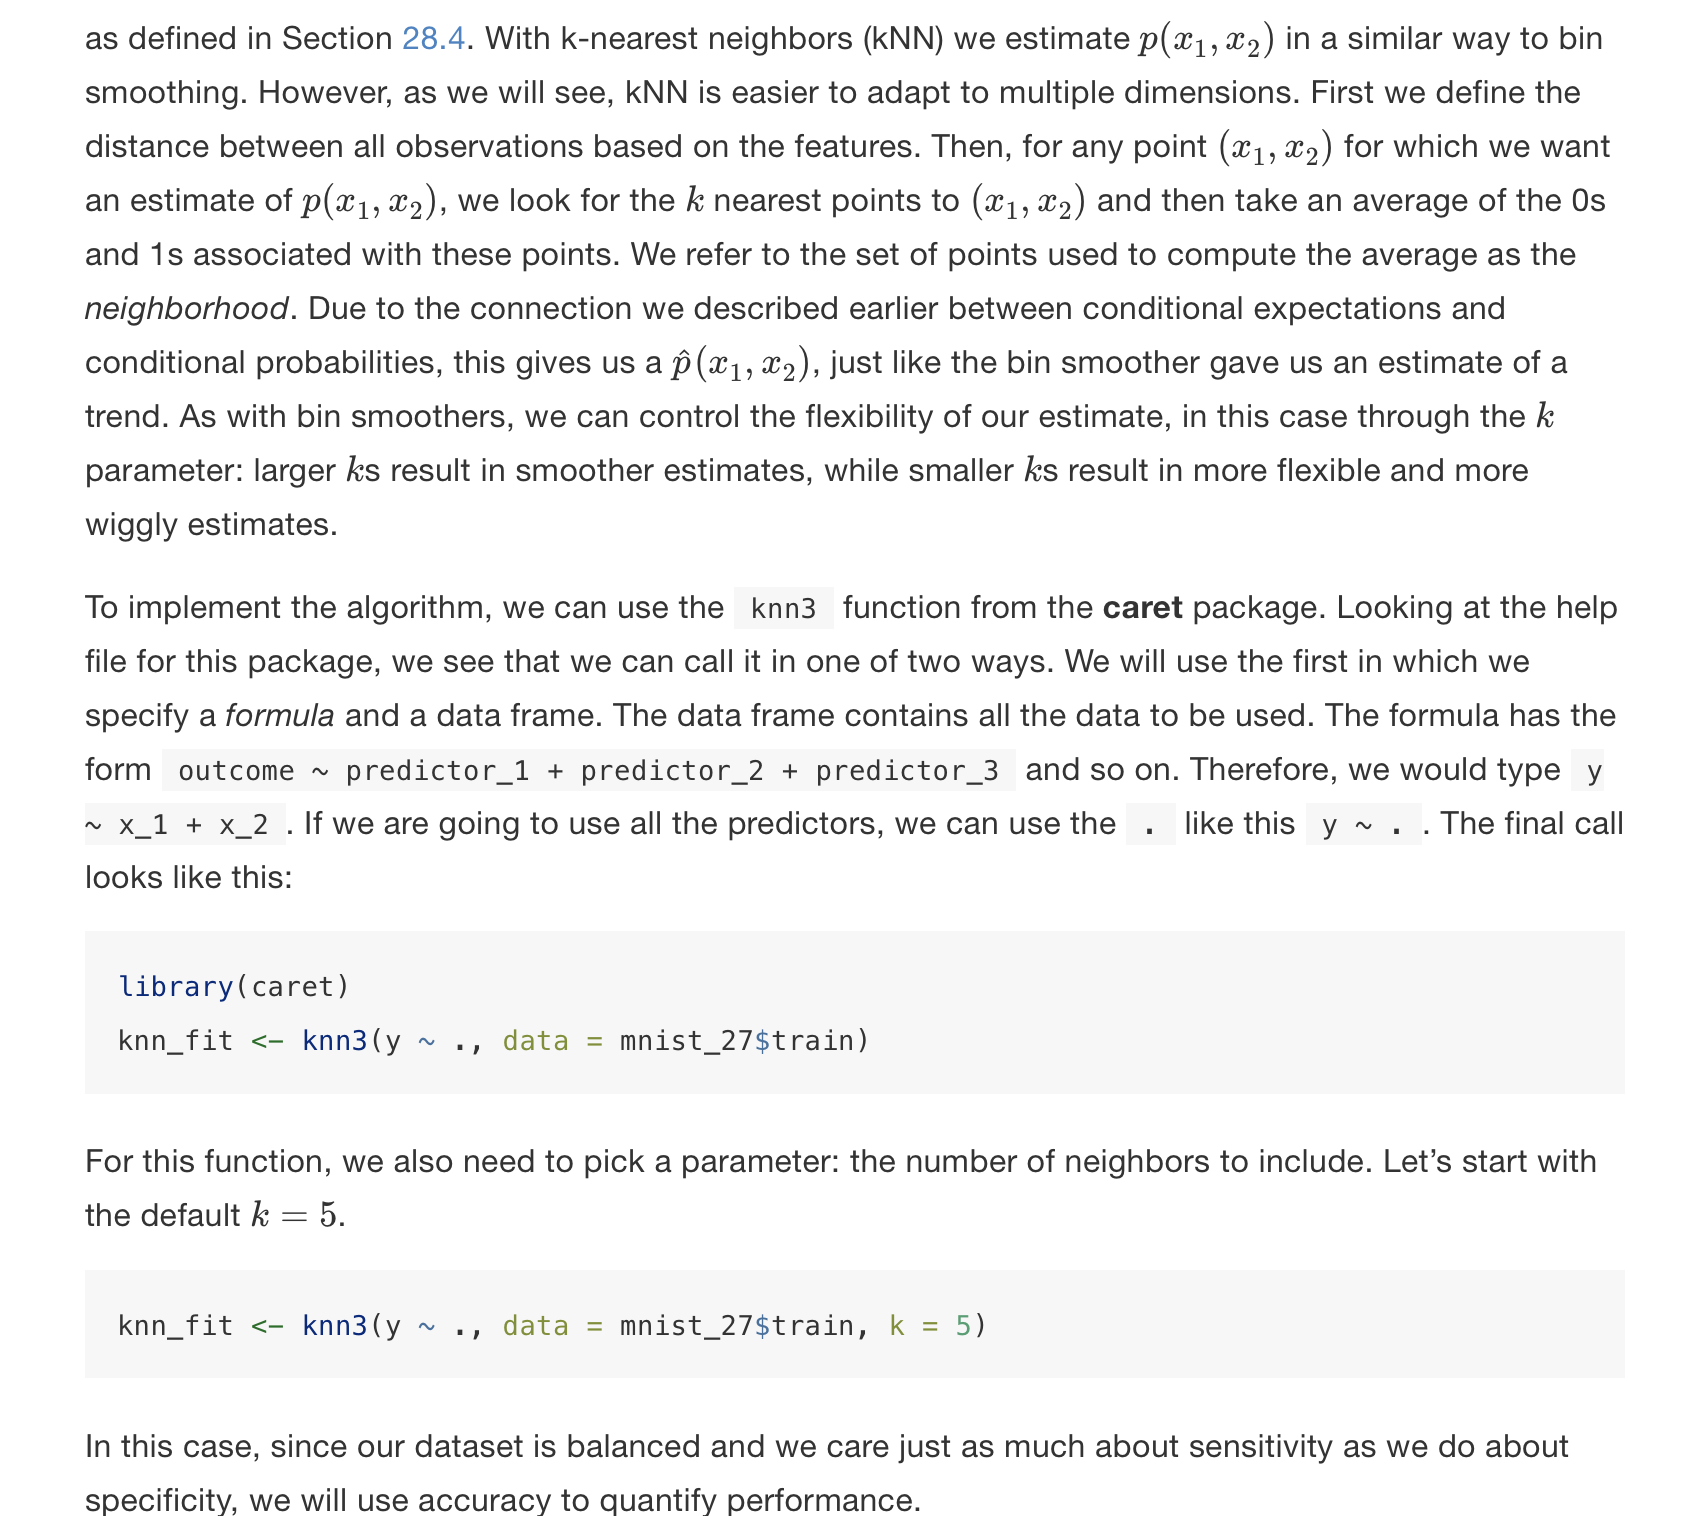 as defined in Section 28.4. With k-nearest neighbors (kNN) we estimate p(x₁, x₂) in a similar way to bin
smoothing. However, as we will see, kNN is easier to adapt to multiple dimensions. First we define the
distance between all observations based on the features. Then, for any point (x₁, x₂) for which we want
an estimate of p(x₁, x₂), we look for the k nearest points to (x₁, x₂) and then take an average of the 0s
and 1s associated with these points. We refer to the set of points used to compute the average as the
neighborhood. Due to the connection we described earlier between conditional expectations and
conditional probabilities, this gives us a p̂(x₁, x₂), just like the bin smoother gave us an estimate of a
trend. As with bin smoothers, we can control the flexibility of our estimate, in this case through the k
parameter: larger ks result in smoother estimates, while smaller ks result in more flexible and more
wiggly estimates.
To implement the algorithm, we can use the knn3 function from the caret package. Looking at the help
file for this package, we see that we can call it in one of two ways. We will use the first in which we
specify a formula and a data frame. The data frame contains all the data to be used. The formula has the
form outcome ~ predictor_1 + predictor_2 + predictor_3 and so on. Therefore, we would type y
~ x_1 + x_2 . If we are going to use all the predictors, we can use the . like this y ~ . . The final call
looks like this:
library(caret)
knn_fit <- knn3(y ~ ., data = mnist_27$train)
For this function, we also need to pick a parameter: the number of neighbors to include. Let’s start with
the default k = 5.
knn_fit <- knn3(y ~ ., data = mnist_27$train, k = 5)
In this case, since our dataset is balanced and we care just as much about sensitivity as we do about
specificity, we will use accuracy to quantify performance.